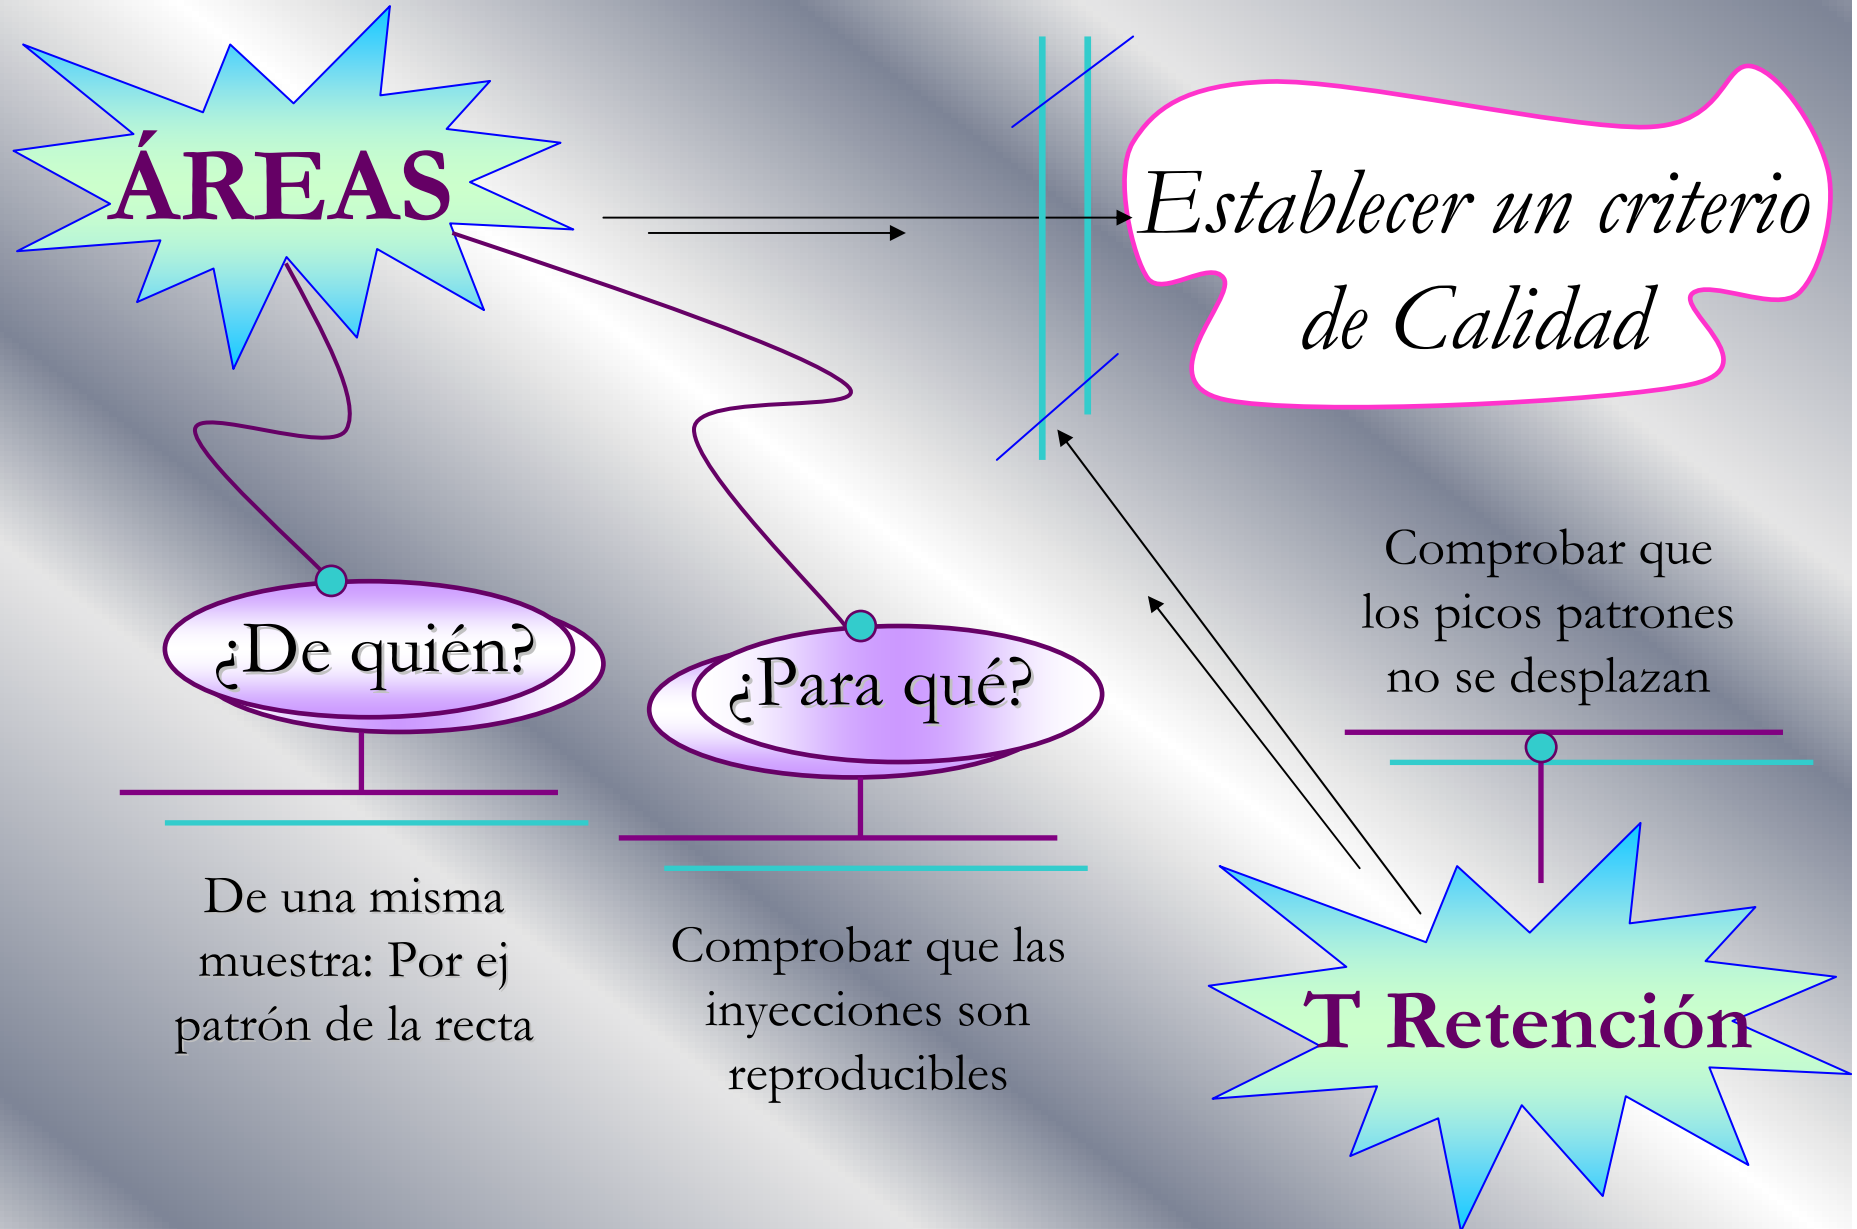 ÁREAS
Establecer un criterio
de Calidad
¿De quién?
De una misma
muestra: Por ej
patrón de la recta
¿Para qué?
Comprobar que las
inyecciones son
reproducibles
Comprobar que
los picos patrones
no se desplazan
T Retención